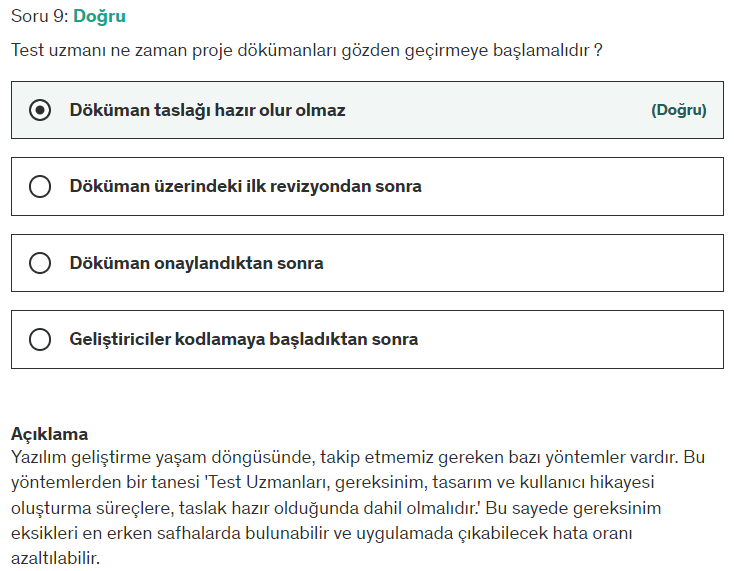 Soru 9: Doğru
Test uzmanı ne zaman proje dökümanları gözden geçirmeye başlamalıdır ?
Döküman taslağı hazır olur olmaz (Doğru)
Döküman üzerindeki ilk revizyondan sonra
Döküman onaylandıktan sonra
Geliştiriciler kodlamaya başladıktan sonra
Açıklama
Yazılım geliştirme yaşam döngüsünde, takip etmemiz gereken bazı yöntemler vardır. Bu
yöntemlerden bir tanesi 'Test Uzmanları, gereksinim, tasarım ve kullanıcı hikayesi
oluşturma süreçlere, taslak hazır olduğunda dahil olmalıdır.' Bu sayede gereksinim
eksikleri en erken safhalarda bulunabilir ve uygulamada çıkabilecek hata oranı
azaltılabilir.